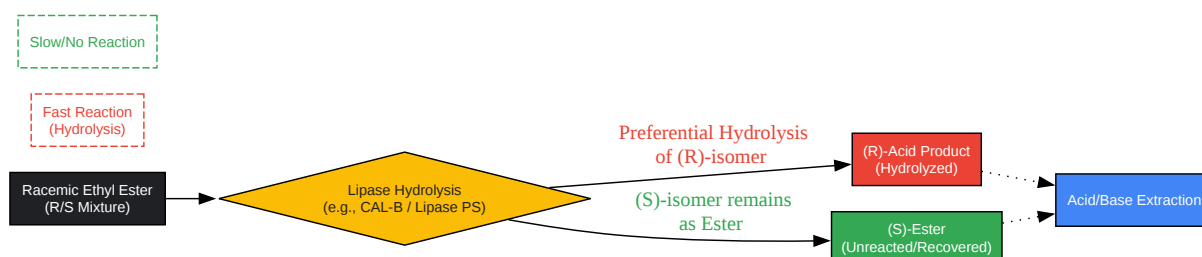 Slow/No Reaction
Fast Reaction
(Hydrolysis)
Racemic Ethyl Ester
(R/S Mixture)
Lipase Hydrolysis
(e.g., CAL-B / Lipase PS)
Preferential Hydrolysis
of (R)-isomer
(S)-isomer remains
as Ester
(R)-Acid Product
(Hydrolyzed)
(S)-Ester
(Unreacted/Recovered)
Acid/Base Extraction